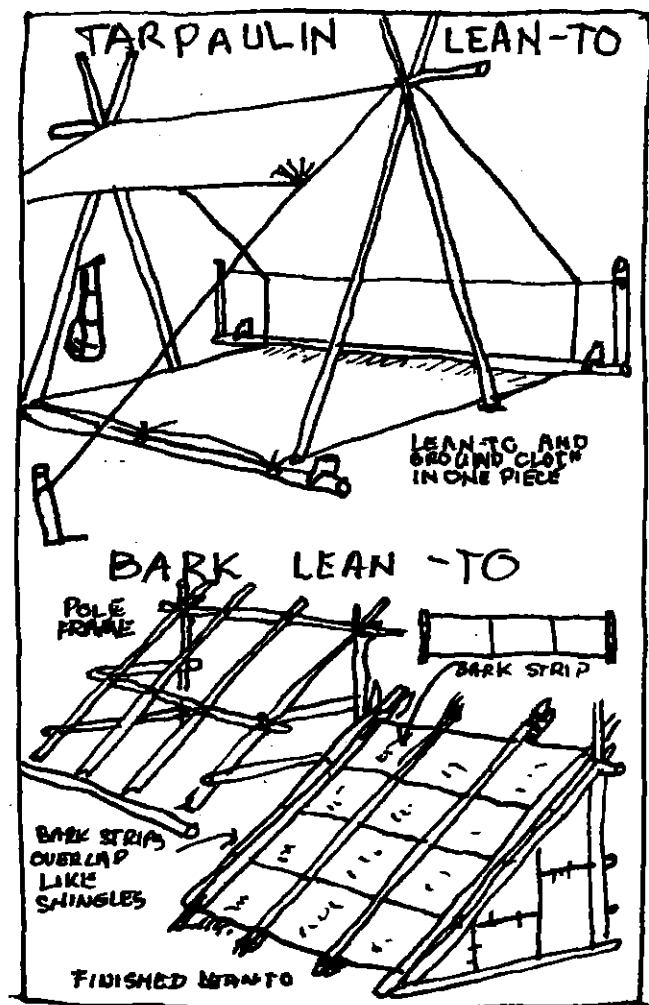 TARPAULIN LEAN-TO
LEAN-TO AND
GROUND CLOTH
IN ONE PIECE
BARK LEAN-TO
POLE
FRAME
BARK STRIP
BARK STRIPS
OVERLAP
LIKE
SHINGLES
FINISHED LEANTO